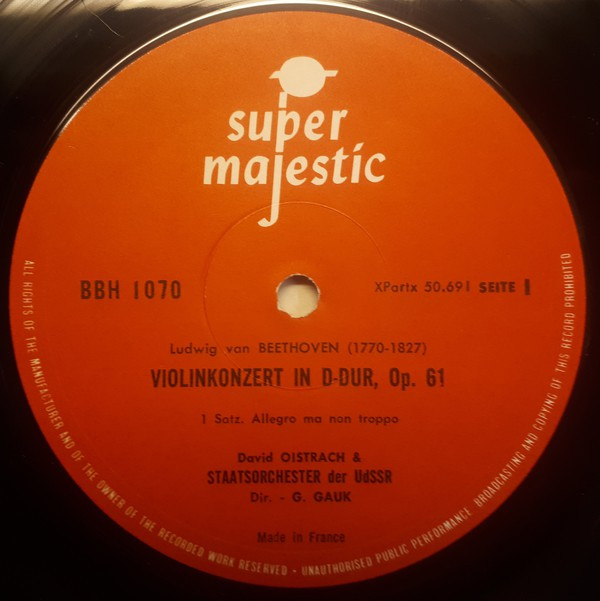 super
majestic
BBH 1070
XPartx 50.691 SEITE 1
Ludwig van BEETHOVEN (1770-1827)
VIOLINKONZERT IN D-DUR, Op. 61
1 Satz. Allegro ma non troppo
David OISTRACH &
STAATSORCHESTER der UdSSR
Dir. - G. GAUK
Made in France
ALL RIGHTS OF THE MANUFACTURER AND OF THE OWNER OF THE RECORDED WORK RESERVED - UNAUTHORISED PUBLIC PERFORMANCE BROADCASTING AND COPYING OF THIS RECORD PROHIBITED